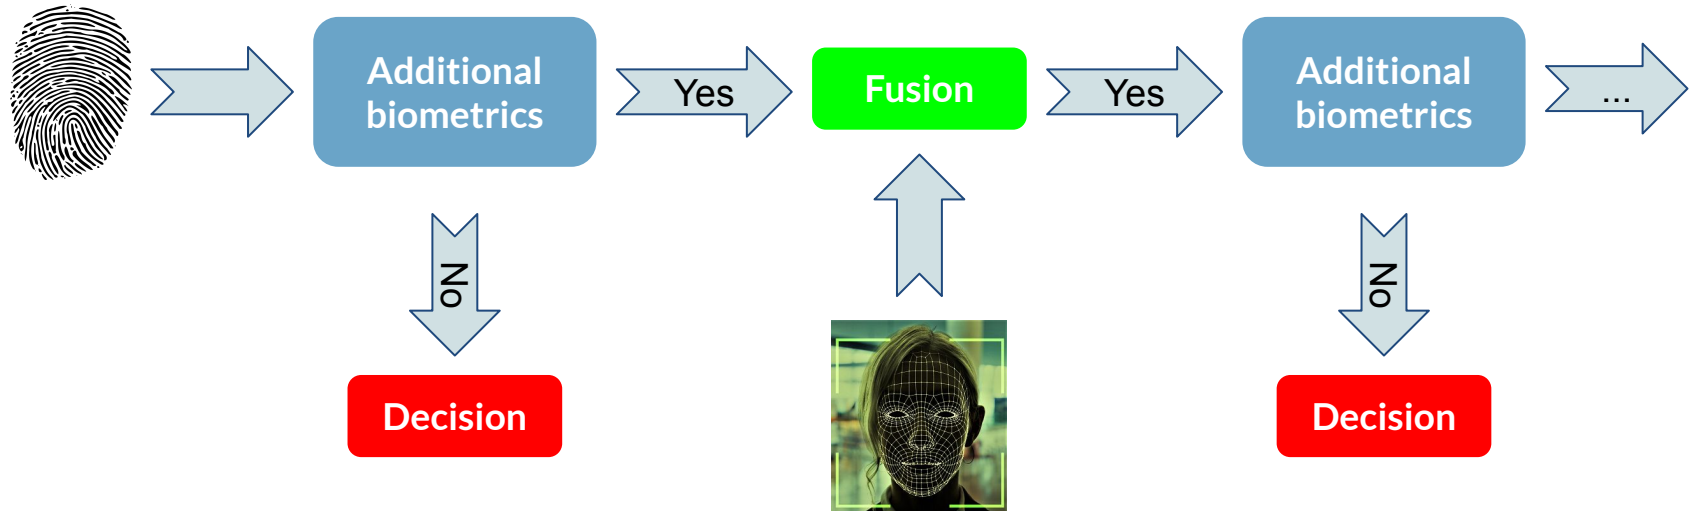 Additional
biometrics
Yes
Fusion
Yes
Additional
biometrics
...
No
No
Decision
Decision